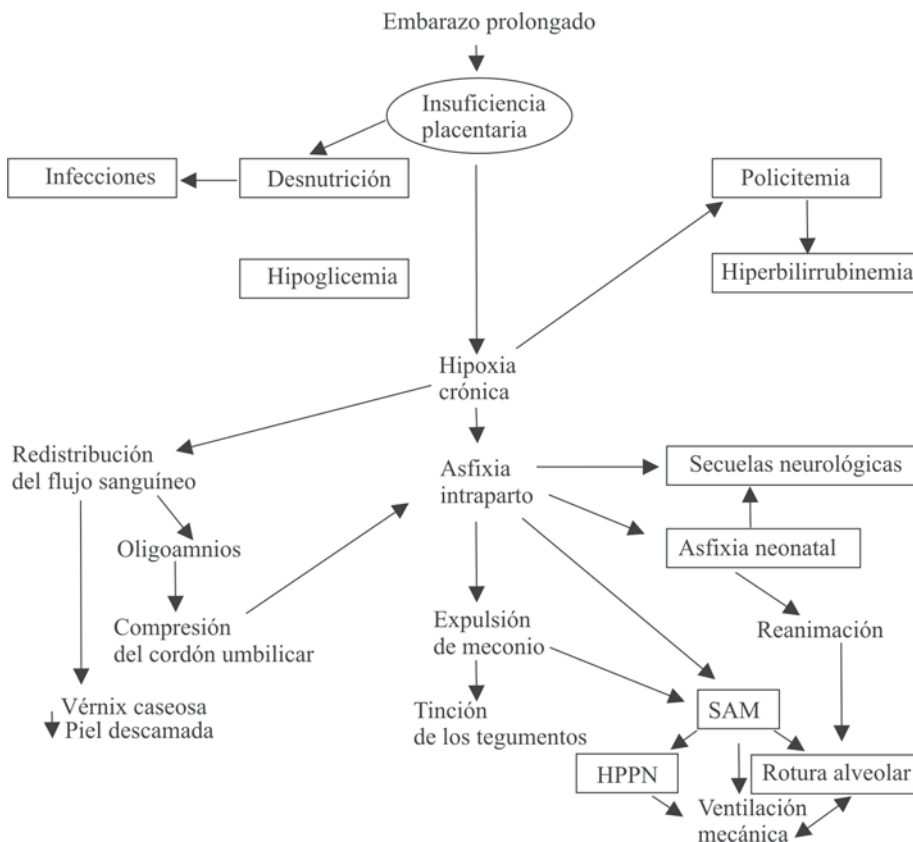 Embarazo prolongado
Insuficiencia
placentaria
Infecciones
Desnutrición
Policitemia
Hipoglicemia
Hiperbilirrubinemia
Hipoxia
crónica
Redistribución
del flujo sanguíneo
Asfixia
intraparto
Secuelas neurológicas
Oligoamnios
Asfixia neonatal
Compresión
del cordón umbilicar
Expulsión
de meconio
Reanimación
Vérnix caseosa
Piel descamada
Tinción
de los tegumentos
SAM
HPPN
Rotura alveolar
Ventilación
mecánica